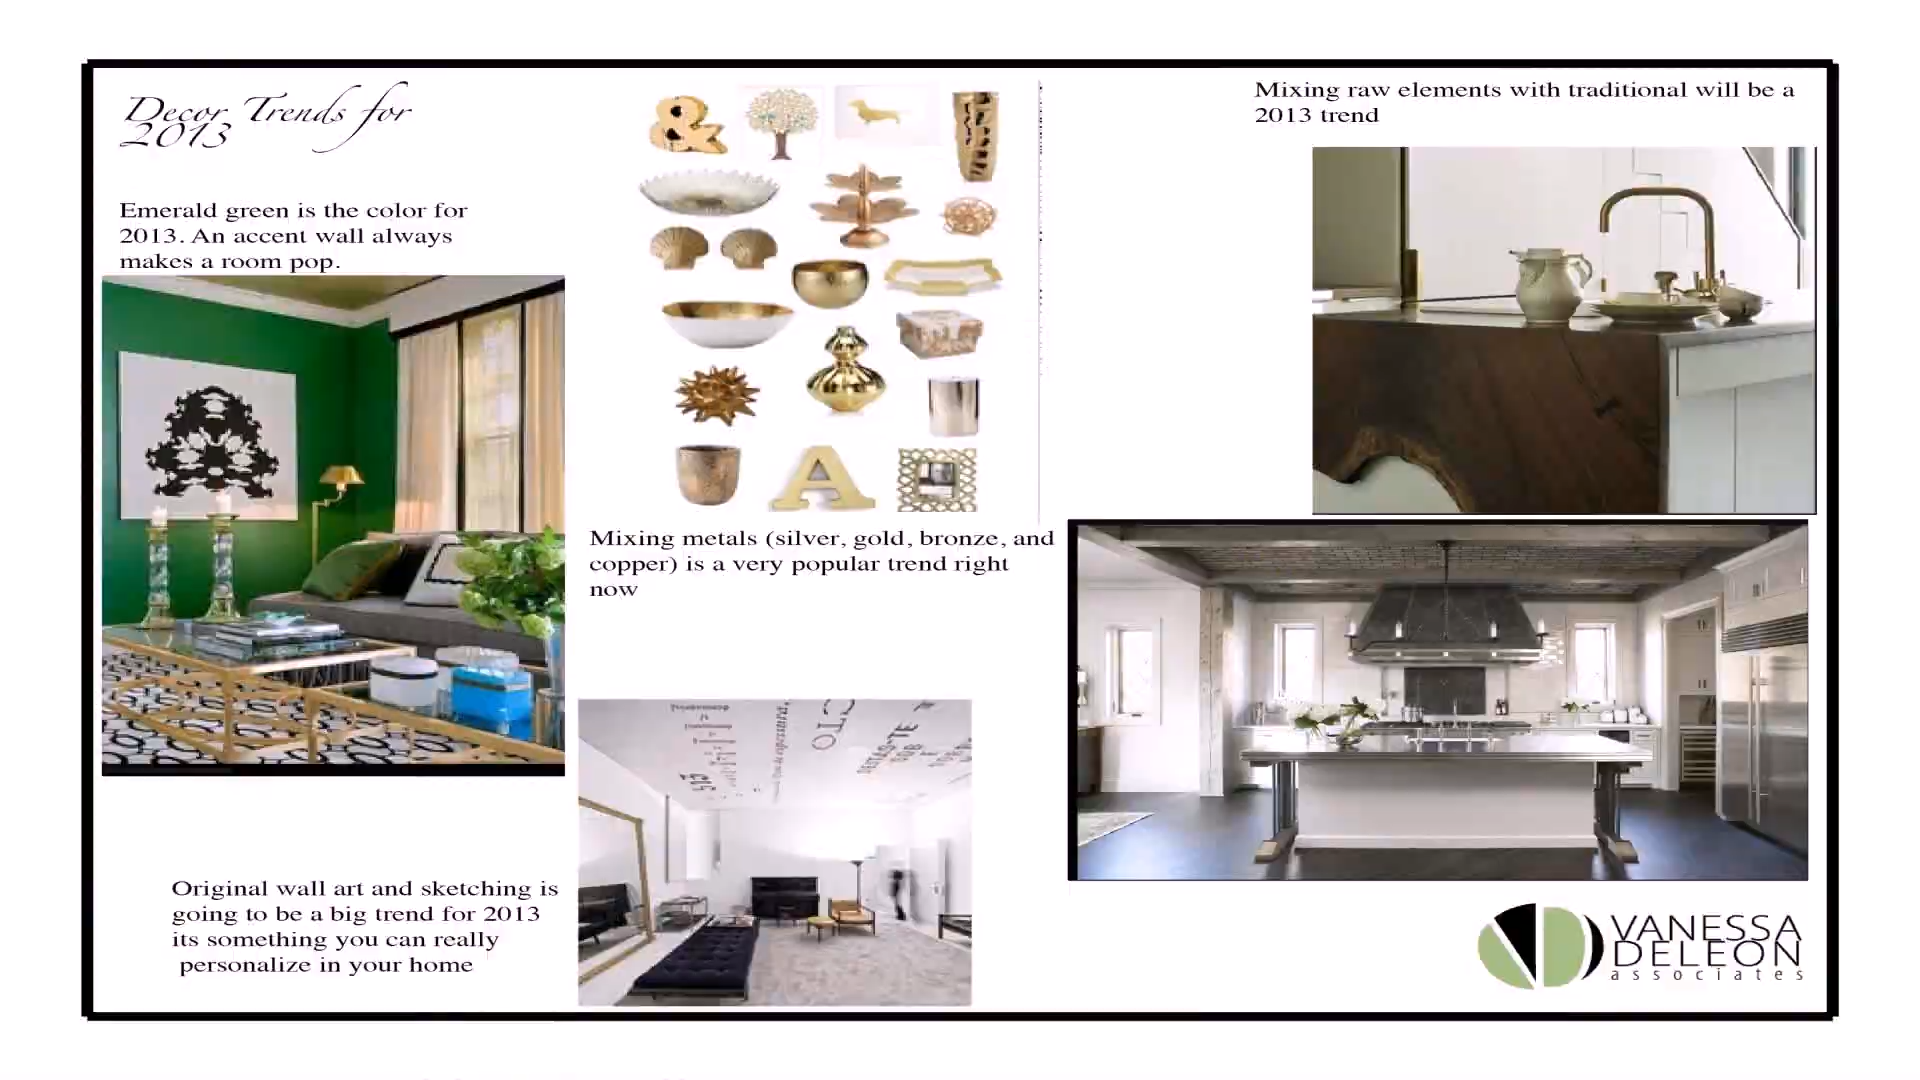 Decor Trends for
2013
Emerald green is the color for
2013. An accent wall always
makes a room pop.
&
A
Mixing metals (silver, gold, bronze, and
copper) is a very popular trend right
now
Original wall art and sketching is
going to be a big trend for 2013
its something you can really
personalize in your home
Mixing raw elements with traditional will be a
2013 trend
VD
VANESSA
DELEON
associates